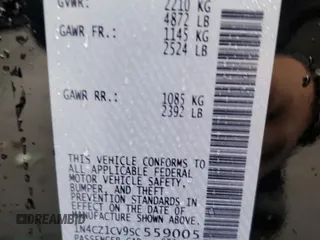 GVWR: 2210 KG
4872 LB
GAWR FR.: 1145 KG
2524 LB
GAWR RR.: 1085 KG
2392 LB
THIS VEHICLE CONFORMS TO
ALL APPLICABLE FEDERAL
MOTOR VEHICLE SAFETY,
BUMPER, AND THEFT
PREVENTION STANDARDS
IN EFFECT ON THE DATE OF
MANUFACTURE SHOWN ABOVE.
1N4CZ1CV9SC559005
PASSENGER CAR
DREAMBID